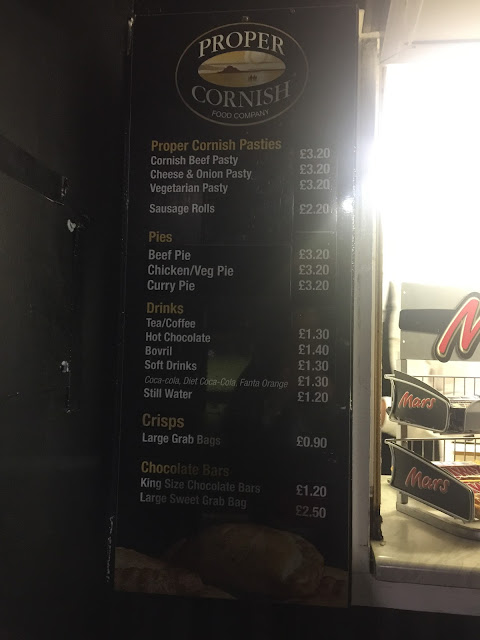 PROPER
CORNISH
FOOD COMPANY
Proper Cornish Pasties
Cornish Beef Pasty £3.20
Cheese & Onion Pasty £3.20
Vegetarian Pasty £3.20
Sausage Rolls £2.20
Pies
Beef Pie £3.20
Chicken/Veg Pie £3.20
Curry Pie £3.20
Drinks
Tea/Coffee
Hot Chocolate £1.30
Bovril £1.40
Soft Drinks £1.30
Coca-cola, Diet Coca-Cola, Fanta Orange £1.30
Still Water £1.20
Crisps
Large Grab Bags £0.90
Chocolate Bars
King Size Chocolate Bars £1.20
Large Sweet Grab Bag £2.50
Mars
Mars